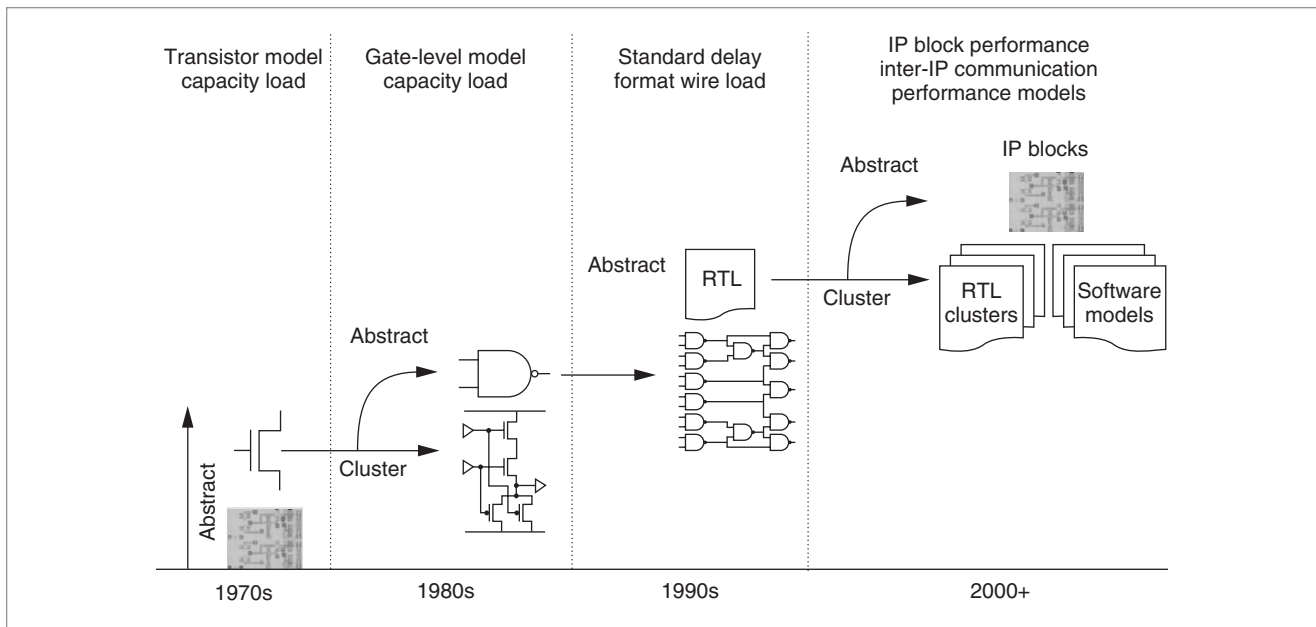 Transistor model
capacity load
Gate-level model
capacity load
Standard delay
format wire load
IP block performance
inter-IP communication
performance models
Abstract
IP blocks
Abstract
RTL
Cluster
RTL
clusters
Software
models
Abstract
Cluster
Abstract
1970s
1980s
1990s
2000+